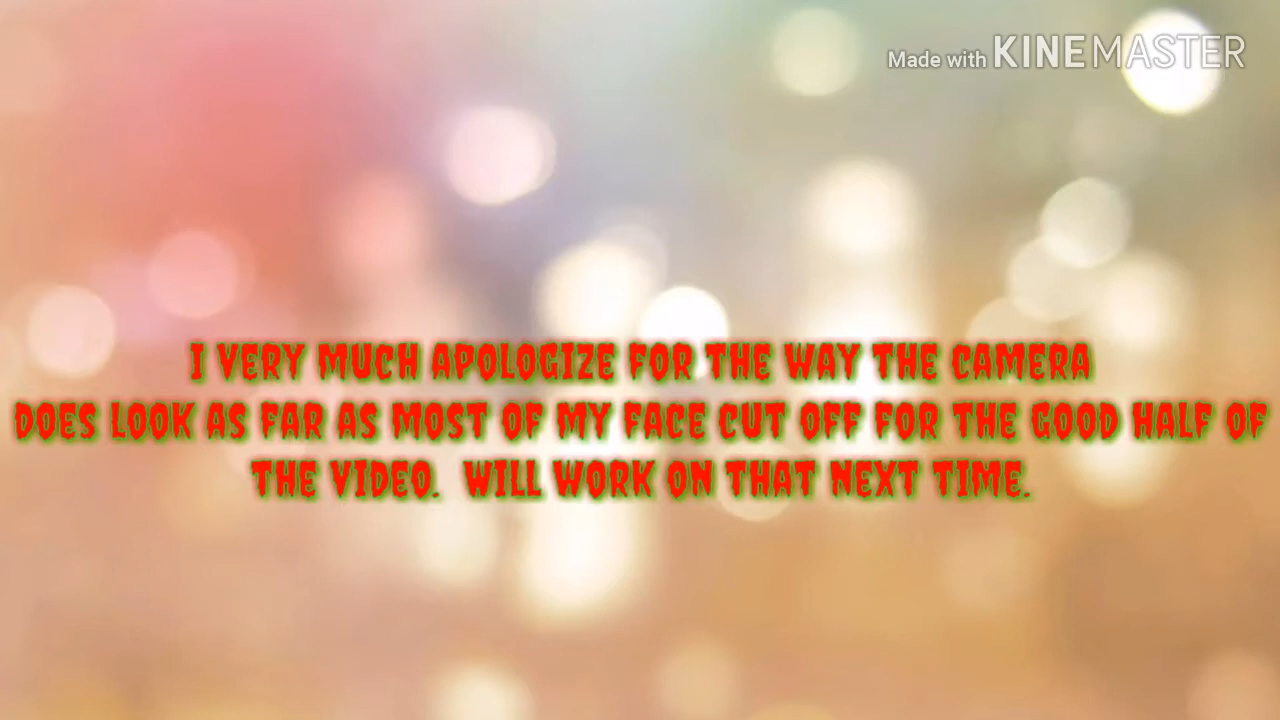 Made with KINEMASTER
I VERY MUCH APOLOGIZE FOR THE WAY THE CAMERA
DOES LOOK AS FAR AS MOST OF MY FACE CUT OFF FOR THE GOOD HALF OF
THE VIDEO. WILL WORK ON THAT NEXT TIME.